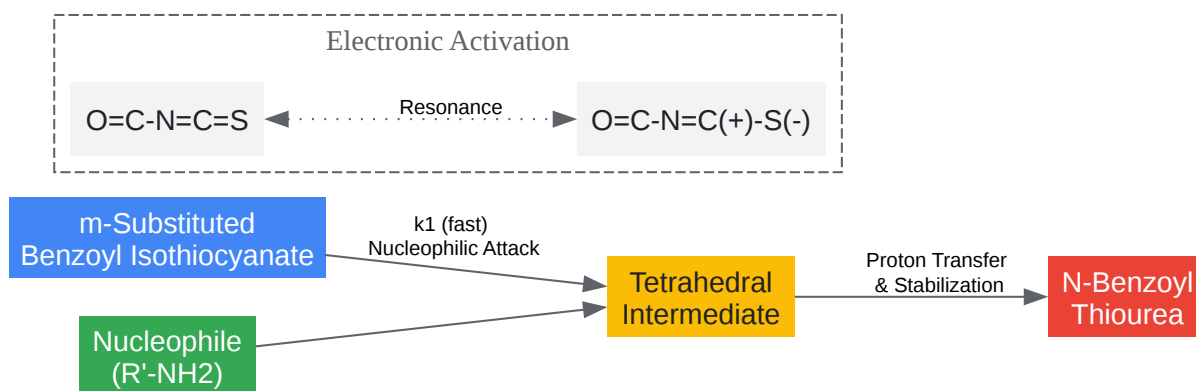 Electronic Activation
O=C-N=C=S
Resonance
O=C-N=C(+)-S(-)
m-Substituted
Benzoyl Isothiocyanate
k1 (fast)
Nucleophilic Attack
Nucleophile
(R'-NH2)
Tetrahedral
Intermediate
Proton Transfer
& Stabilization
N-Benzoyl
Thiourea